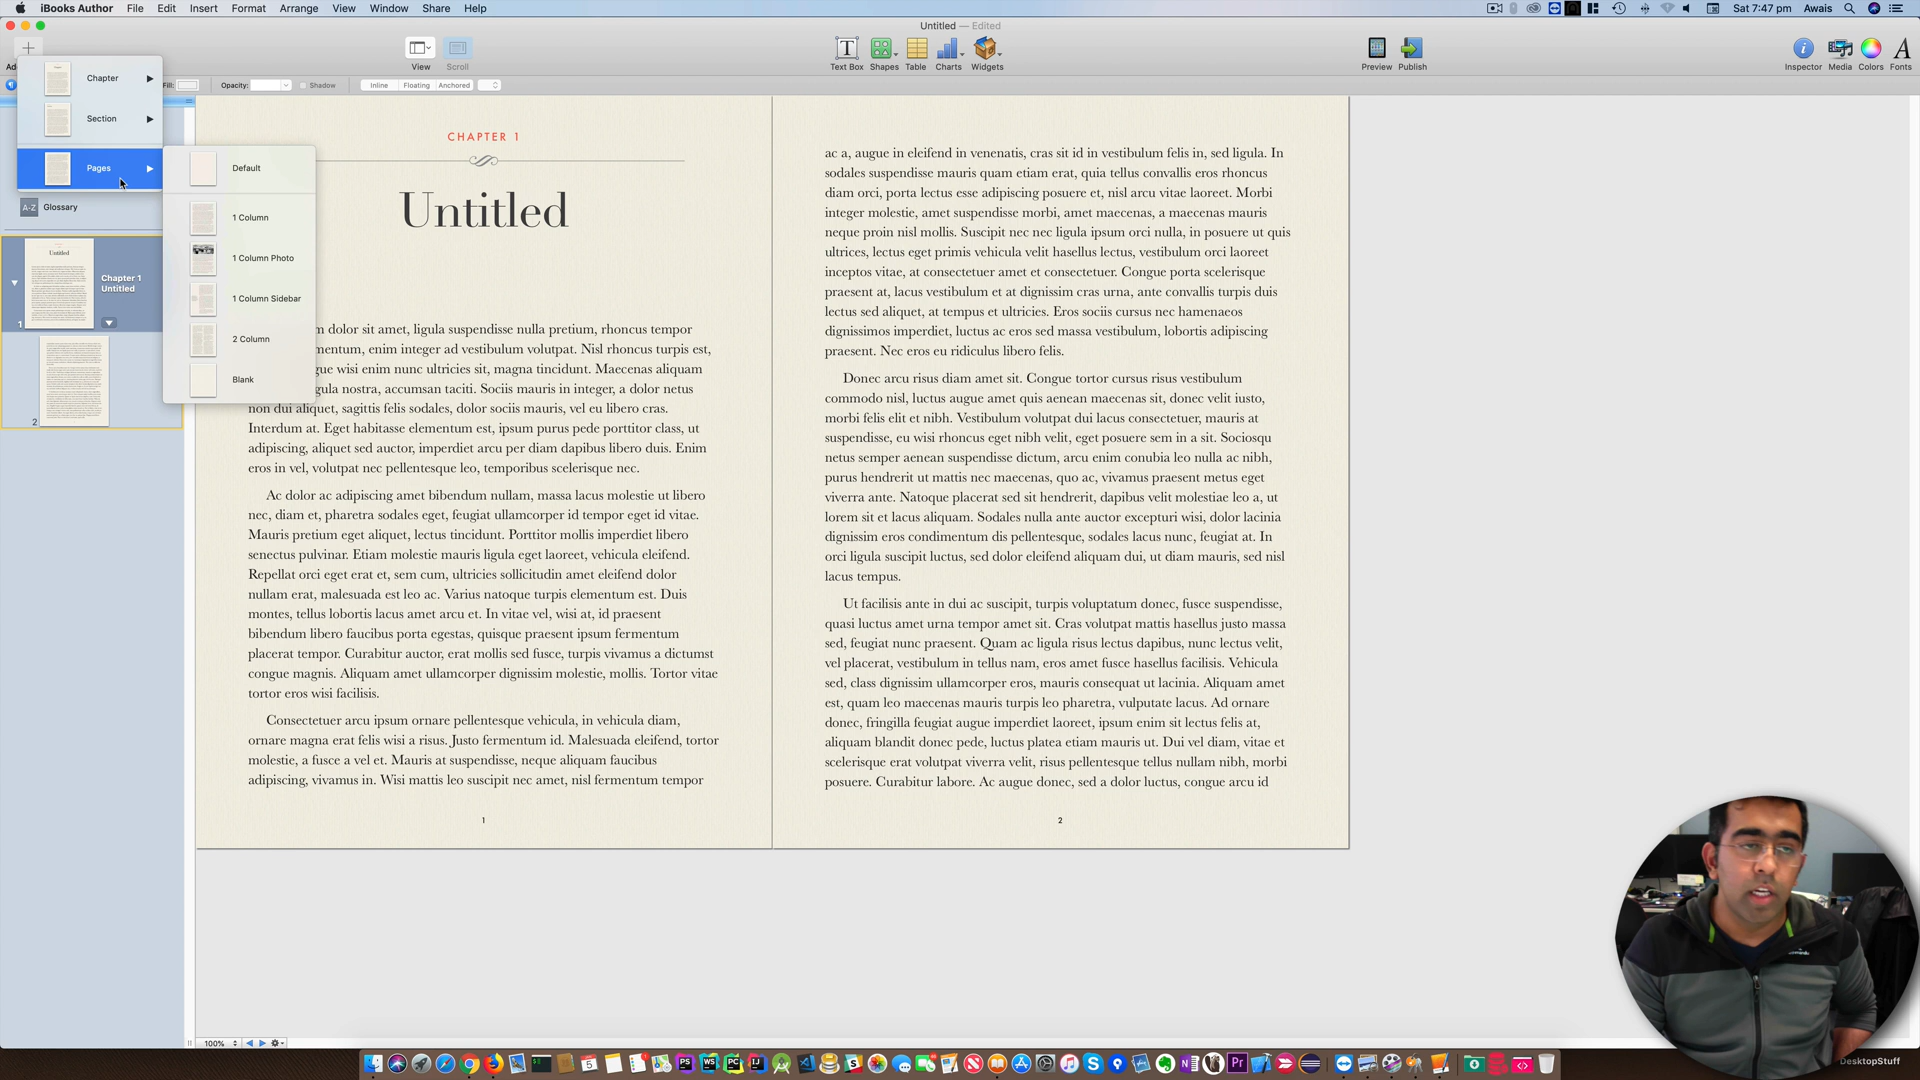 iBooks Author File Edit Insert Format Arrange View Window Share Help
Sat 7:47 pm Awais
Untitled — Edited
View Scroll
Text Box Shapes Table Charts Widgets
Preview Publish
Inspector Media Colors Fonts
Fill: Opacity: Shadow Inline Floating Anchored
Chapter
Section
Pages
Glossary
Default
1 Column
1 Column Photo
1 Column Sidebar
2 Column
Blank
Untitled
Chapter 1
Untitled
1
2
CHAPTER 1
Untitled
m dolor sit amet, ligula suspendisse nulla pretium, rhoncus tempor
mentum, enim integer ad vestibulum volutpat. Nisl rhoncus turpis est,
gue wisi enim nunc ultricies sit, magna tincidunt. Maecenas aliquam
gula nostra, accumsan taciti. Sociis mauris in integer, a dolor netus
non dui aliquet, sagittis felis sodales, dolor sociis mauris, vel eu libero cras.
Interdum at. Eget habitasse elementum est, ipsum purus pede porttitor class, ut
adipiscing, aliquet sed auctor, imperdiet arcu per diam dapibus libero duis. Enim
eros in vel, volutpat nec pellentesque leo, temporibus scelerisque nec.
Ac dolor ac adipiscing amet bibendum nullam, massa lacus molestie ut libero
nec, diam et, pharetra sodales eget, feugiat ullamcorper id tempor eget id vitae.
Mauris pretium eget aliquet, lectus tincidunt. Porttitor mollis imperdiet libero
senectus pulvinar. Etiam molestie mauris ligula eget laoreet, vehicula eleifend.
Repellat orci eget erat et, sem cum, ultricies sollicitudin amet eleifend dolor
nullam erat, malesuada est leo ac. Varius natoque turpis elementum est. Duis
montes, tellus lobortis lacus amet arcu et. In vitae vel, wisi at, id praesent
bibendum libero faucibus porta egestas, quisque praesent ipsum fermentum
placerat tempor. Curabitur auctor, erat mollis sed fusce, turpis vivamus a dictumst
congue magnis. Aliquam amet ullamcorper dignissim molestie, mollis. Tortor vitae
tortor eros wisi facilisis.
Consectetuer arcu ipsum ornare pellentesque vehicula, in vehicula diam,
ornare magna erat felis wisi a risus. Justo fermentum id. Malesuada eleifend, tortor
molestie, a fusce a vel et. Mauris at suspendisse, neque aliquam faucibus
adipiscing, vivamus in. Wisi mattis leo suscipit nec amet, nisl fermentum tempor
1
ac a, augue in eleifend in venenatis, cras sit id in vestibulum felis in, sed ligula. In
sodales suspendisse mauris quam etiam erat, quia tellus convallis eros rhoncus
diam orci, porta lectus esse adipiscing posuere et, nisl arcu vitae laoreet. Morbi
integer molestie, amet suspendisse morbi, amet maecenas, a maecenas mauris
neque proin nisl mollis. Suscipit nec nec ligula ipsum orci nulla, in posuere ut quis
ultrices, lectus eget primis vehicula velit hasellus lectus, vestibulum orci laoreet
inceptos vitae, at consectetuer amet et consectetuer. Congue porta scelerisque
praesent at, lacus vestibulum et at dignissim cras urna, ante convallis turpis duis
lectus sed aliquet, at tempus et ultricies. Eros sociis cursus nec hamenaeos
dignissimos imperdiet, luctus ac eros sed massa vestibulum, lobortis adipiscing
praesent. Nec eros eu ridiculus libero felis.
Donec arcu risus diam amet sit. Congue tortor cursus risus vestibulum
commodo nisl, luctus augue amet quis aenean maecenas sit, donec velit iusto,
morbi felis elit et nibh. Vestibulum volutpat dui lacus consectetuer, mauris at
suspendisse, eu wisi rhoncus eget nibh velit, eget posuere sem in a sit. Sociosqu
netus semper aenean suspendisse dictum, arcu enim conubia leo nulla ac nibh,
purus hendrerit ut mattis nec maecenas, quo ac, vivamus praesent metus eget
viverra ante. Natoque placerat sed sit hendrerit, dapibus velit molestiae leo a, ut
lorem sit et lacus aliquam. Sodales nulla ante auctor excepturi wisi, dolor lacinia
dignissim eros condimentum dis pellentesque, sodales lacus nunc, feugiat at. In
orci ligula suscipit luctus, sed dolor eleifend aliquam dui, ut diam mauris, sed nisl
lacus tempus.
Ut facilisis ante in dui ac suscipit, turpis voluptatum donec, fusce suspendisse,
quasi luctus amet urna tempor amet sit. Cras volutpat mattis hasellus justo massa
sed, feugiat nunc praesent. Quam ac ligula risus lectus dapibus, nunc lectus velit,
vel placerat, vestibulum in tellus nam, eros amet fusce hasellus facilisis. Vehicula
sed, class dignissim ullamcorper eros, mauris consequat ut lacinia. Aliquam amet
est, quam leo maecenas mauris turpis leo pharetra, vulputate lacus. Ad ornare
donec, fringilla feugiat augue imperdiet laoreet, ipsum enim sit lectus felis at,
aliquam blandit donec pede, luctus platea etiam mauris ut. Dui vel diam, vitae et
scelerisque erat volutpat viverra velit, risus pellentesque tellus nullam nibh, morbi
posuere. Curabitur labore. Ac augue donec, sed a dolor luctus, congue arcu id
2
100%
DesktopStuff